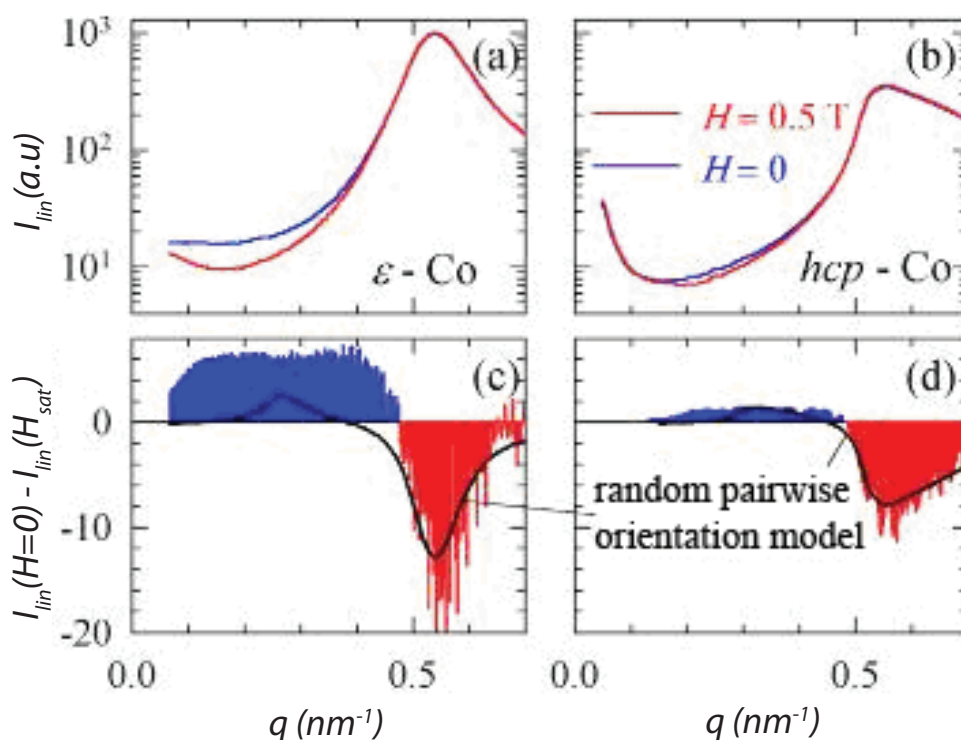 10³
10²
10¹
I_lin(a.u)
(a)
ε - Co
(b)
H = 0.5 T
H = 0
hcp - Co
0
-10
-20
I_lin(H=0) - I_lin(H_sat)
(c)
(d)
random pairwise
orientation model
0.0
0.5
0.0
0.5
q (nm⁻¹)
q (nm⁻¹)